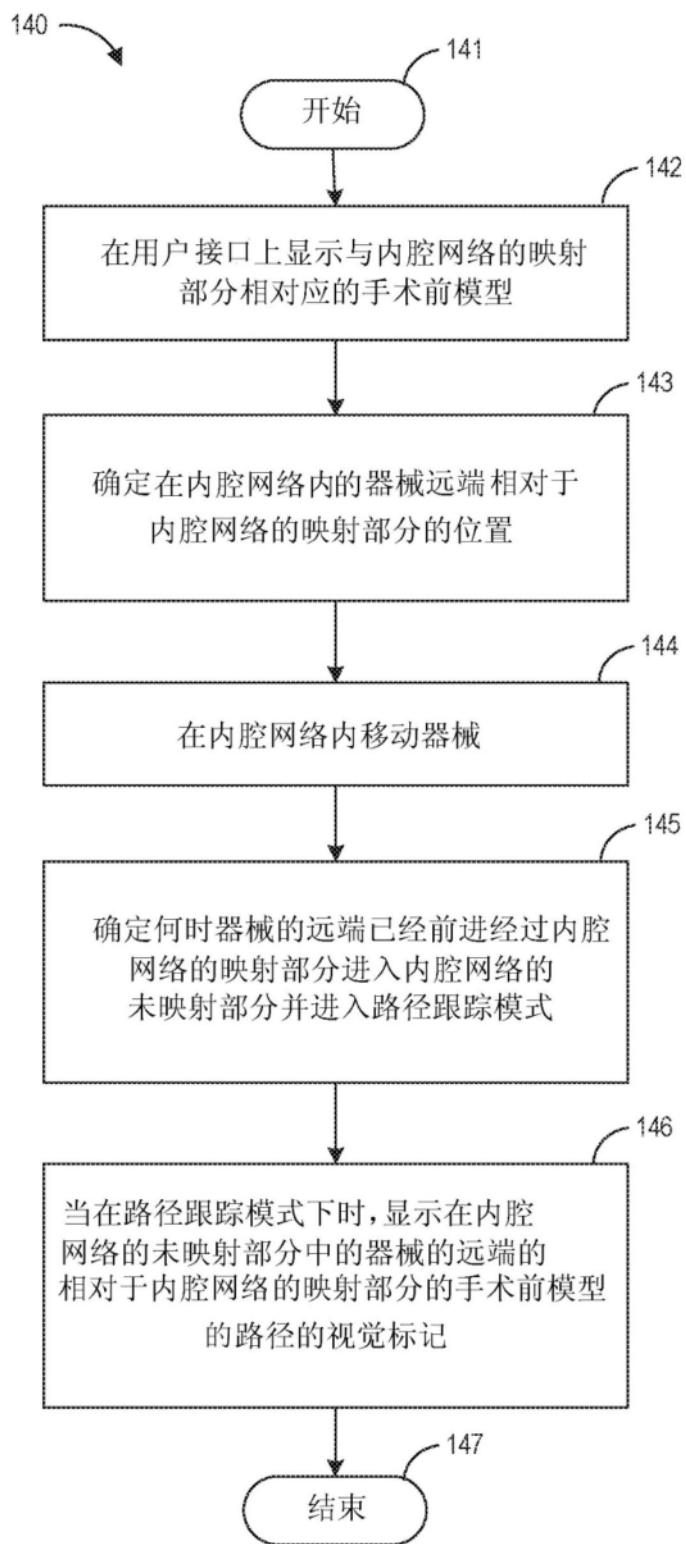 140
141
开始
142
在用户接口上显示与内腔网络的映射
部分相对应的手术前模型
143
确定在内腔网络内的器械远端相对于
内腔网络的映射部分的位置
144
在内腔网络内移动器械
145
确定何时器械的远端已经前进经过内腔
网络的映射部分进入内腔网络的
未映射部分并进入路径跟踪模式
146
当在路径跟踪模式下时,显示在内腔
网络的未映射部分中的器械的远端的
相对于内腔网络的映射部分的手术前模型
的路径的视觉标记
147
结束